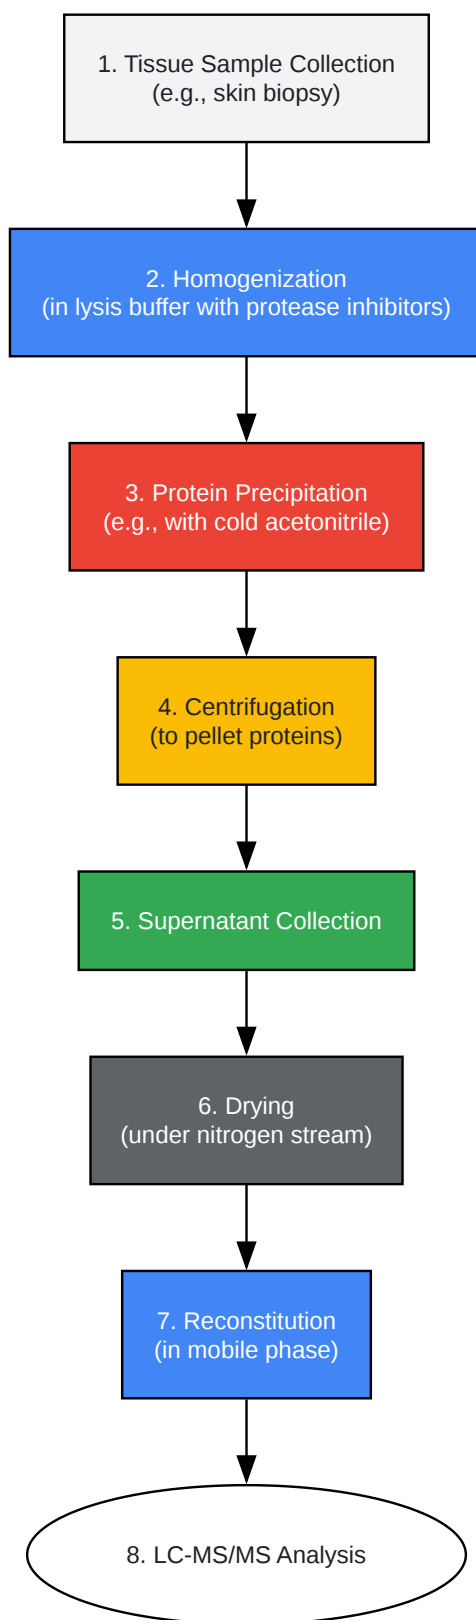 1. Tissue Sample Collection
(e.g., skin biopsy)
2. Homogenization
(in lysis buffer with protease inhibitors)
3. Protein Precipitation
(e.g., with cold acetonitrile)
4. Centrifugation
(to pellet proteins)
5. Supernatant Collection
6. Drying
(under nitrogen stream)
7. Reconstitution
(in mobile phase)
8. LC-MS/MS Analysis